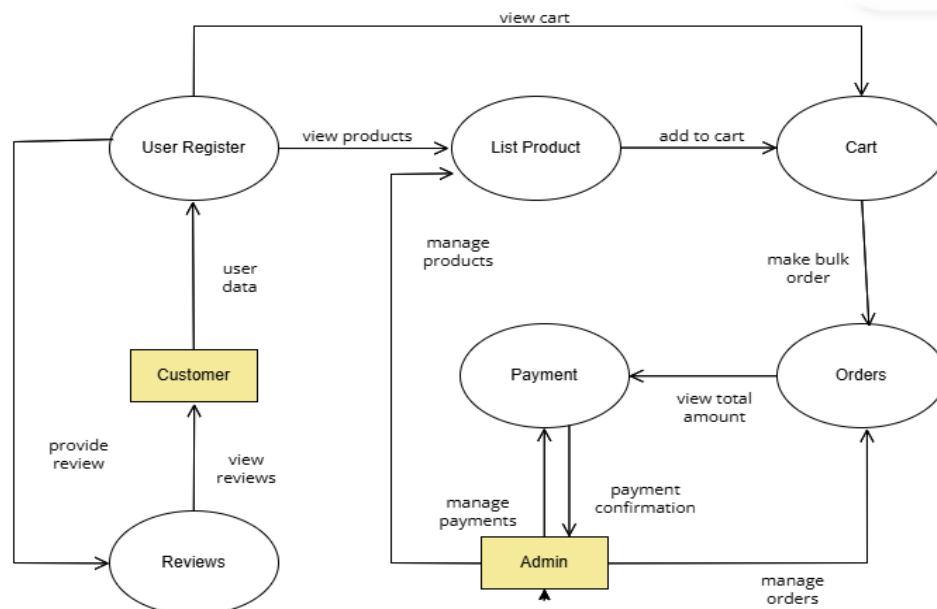 view cart
User Register
view products
List Product
add to cart
Cart
manage
products
make bulk
order
user
data
Customer
Payment
view total
amount
Orders
provide
review
view
reviews
manage
payments
payment
confirmation
Reviews
Admin
manage
orders